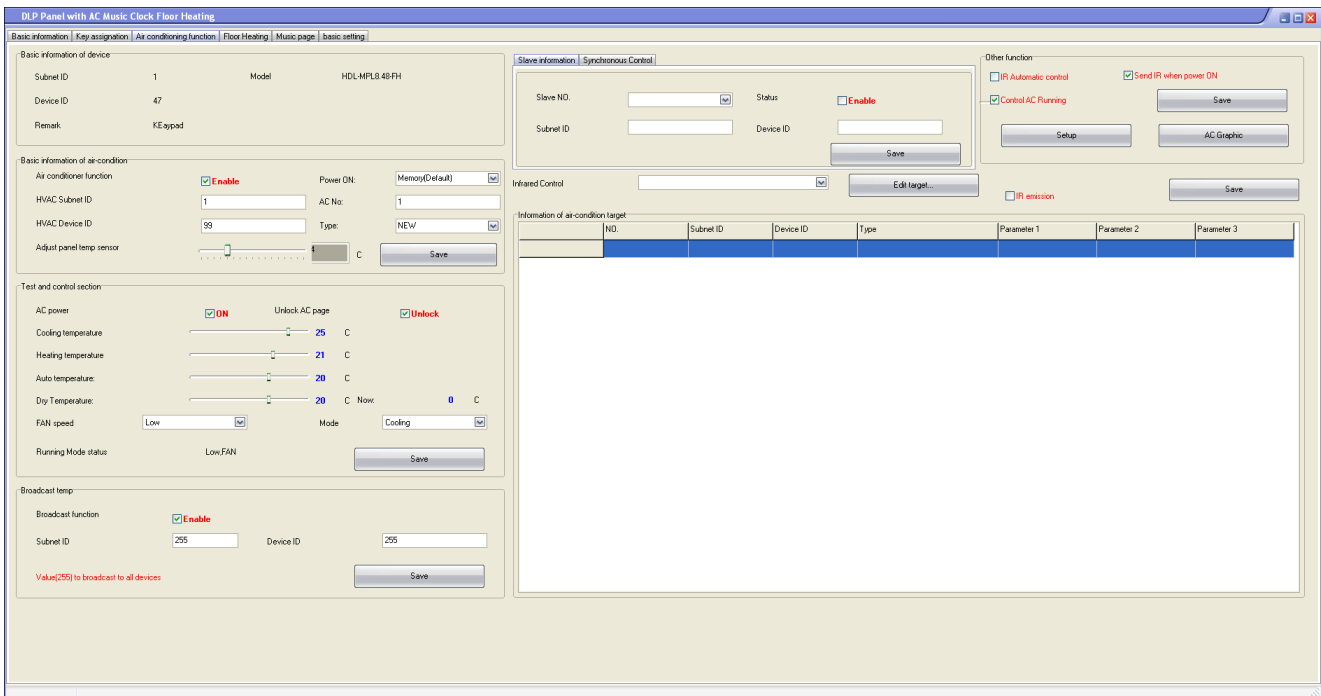 DLP Panel with AC Music Clock Floor Heating
Basic information Key assignation Air conditioning function Floor Heating Music page basic setting
Basic information of device
Subnet ID 1 Model HDL-MPL8.48-FH
Device ID 47
Remark KEaypad
Basic information of air-condition
Air conditioner function Enable Power ON: Memory(Default)
HVAC Subnet ID 1 AC No: 1
HVAC Device ID 99 Type: NEW
Adjust panel temp sensor 4 C Save
Test and control section
AC power ON Unlock AC page Unlock
Cooling temperature 25 C
Heating temperature 21 C
Auto temperature: 20 C
Dry Temperature: 20 C Now: 0 C
FAN speed Low Mode Cooling
Running Mode status Low,FAN Save
Broadcast temp
Broadcast function Enable
Subnet ID 255 Device ID 255
Value(255) to broadcast to all devices Save
Slave information Synchronous Control
Slave NO. Status Enable
Subnet ID Device ID
Save
Other function
IR Automatic control Send IR when power ON
Control AC Running Save
Setup AC Graphic
Infrared Control Edit target... IR emission Save
Information of air-condition target
NO. Subnet ID Device ID Type Parameter 1 Parameter 2 Parameter 3